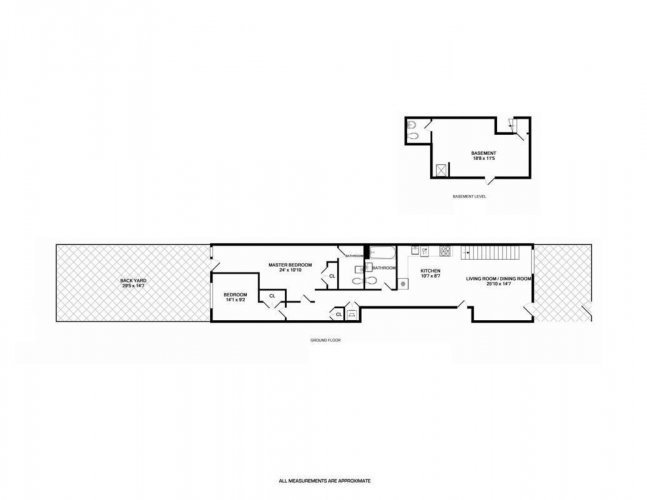 BASEMENT
18'8 x 11'5
BASEMENT LEVEL
BACK YARD
29'5 x 14'7
MASTER BEDROOM
24' x 10'10
BEDROOM
14'1 x 9'2
CL
CL
CL
BATHROOM
BATHROOM
KITCHEN
10'7 x 8'7
LIVING ROOM / DINING ROOM
25'10 x 14'7
GROUND FLOOR
ALL MEASUREMENTS ARE APPROXIMATE